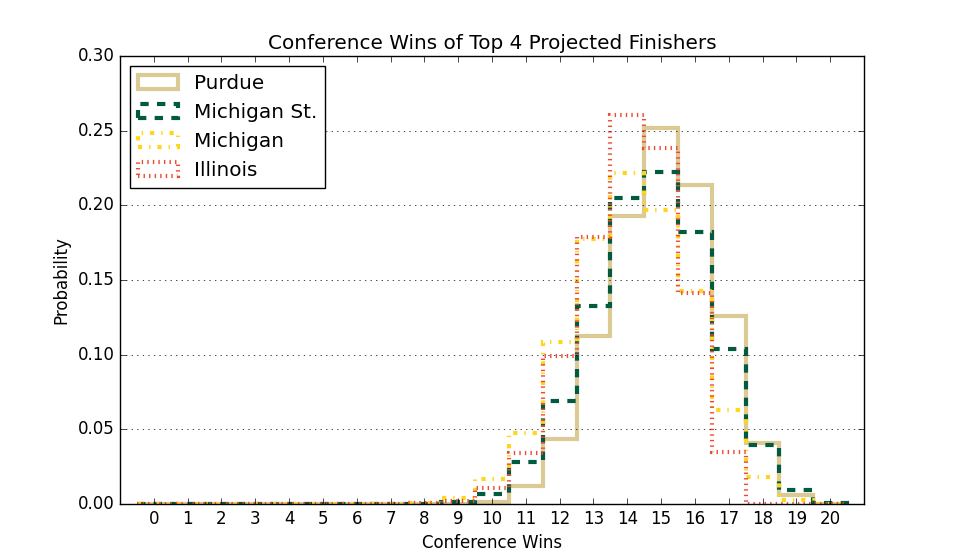 Conference Wins of Top 4 Projected Finishers
0.30
0.25
0.20
0.15
0.10
0.05
0.00
Probability
Purdue
Michigan St.
Michigan
Illinois
0 1 2 3 4 5 6 7 8 9 10 11 12 13 14 15 16 17 18 19 20
Conference Wins